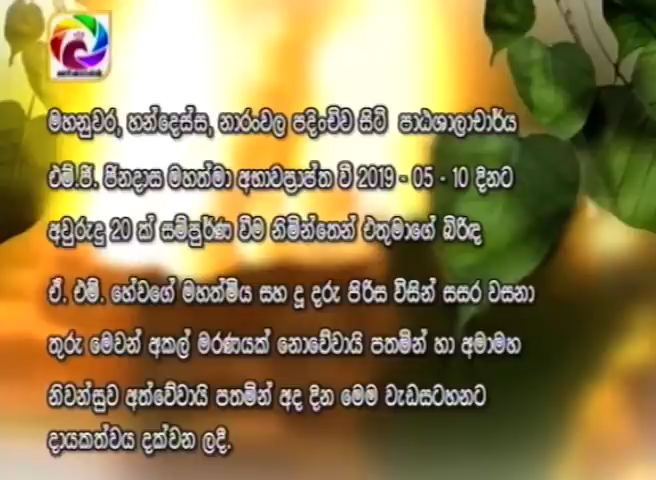 මහනුවර, හන්දෙස්ස, නාරංවල පදිංචිව සිටි පාඨශාලාචාර්ය
එම්.ජී. ජිනදාස මහත්මා අභාවප්‍රාප්ත වී 2019 - 05 - 10 දිනට
අවුරුදු 20 ක් සම්පුර්ණ වීම නිමිත්තෙන් එතුමාගේ බිරිඳ
ඒ. එම්. හේවගේ මහත්මිය සහ දූ දරු පිරිස විසින් සසර වසනා
තුරු මෙවන් අකල් මරණයක් නොවේවායි පතමින් හා අමාමහ
නිවන්සුව අත්වේවායි පතමින් අද දින මෙම වැඩසටහනට
දායකත්වය දක්වන ලදී.